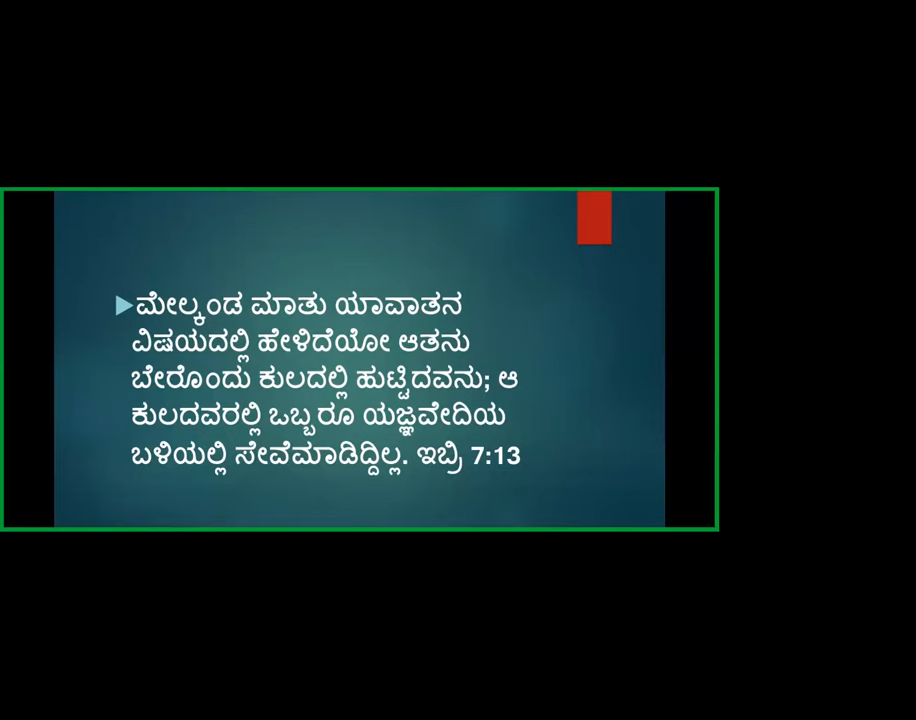 ಮೇಲ್ಕಂಡ ಮಾತು ಯಾವಾತನ
ವಿಷಯದಲ್ಲಿ ಹೇಳಿದೆಯೋ ಆತನು
ಬೇರೊಂದು ಕುಲದಲ್ಲಿ ಹುಟ್ಟಿದವನು; ಆ
ಕುಲದವರಲ್ಲಿ ಒಬ್ಬರೂ ಯಜ್ಞವೇದಿಯ
ಬಳಿಯಲ್ಲಿ ಸೇವೆಮಾಡಿದ್ದಿಲ್ಲ. ಇಬ್ರಿ 7:13